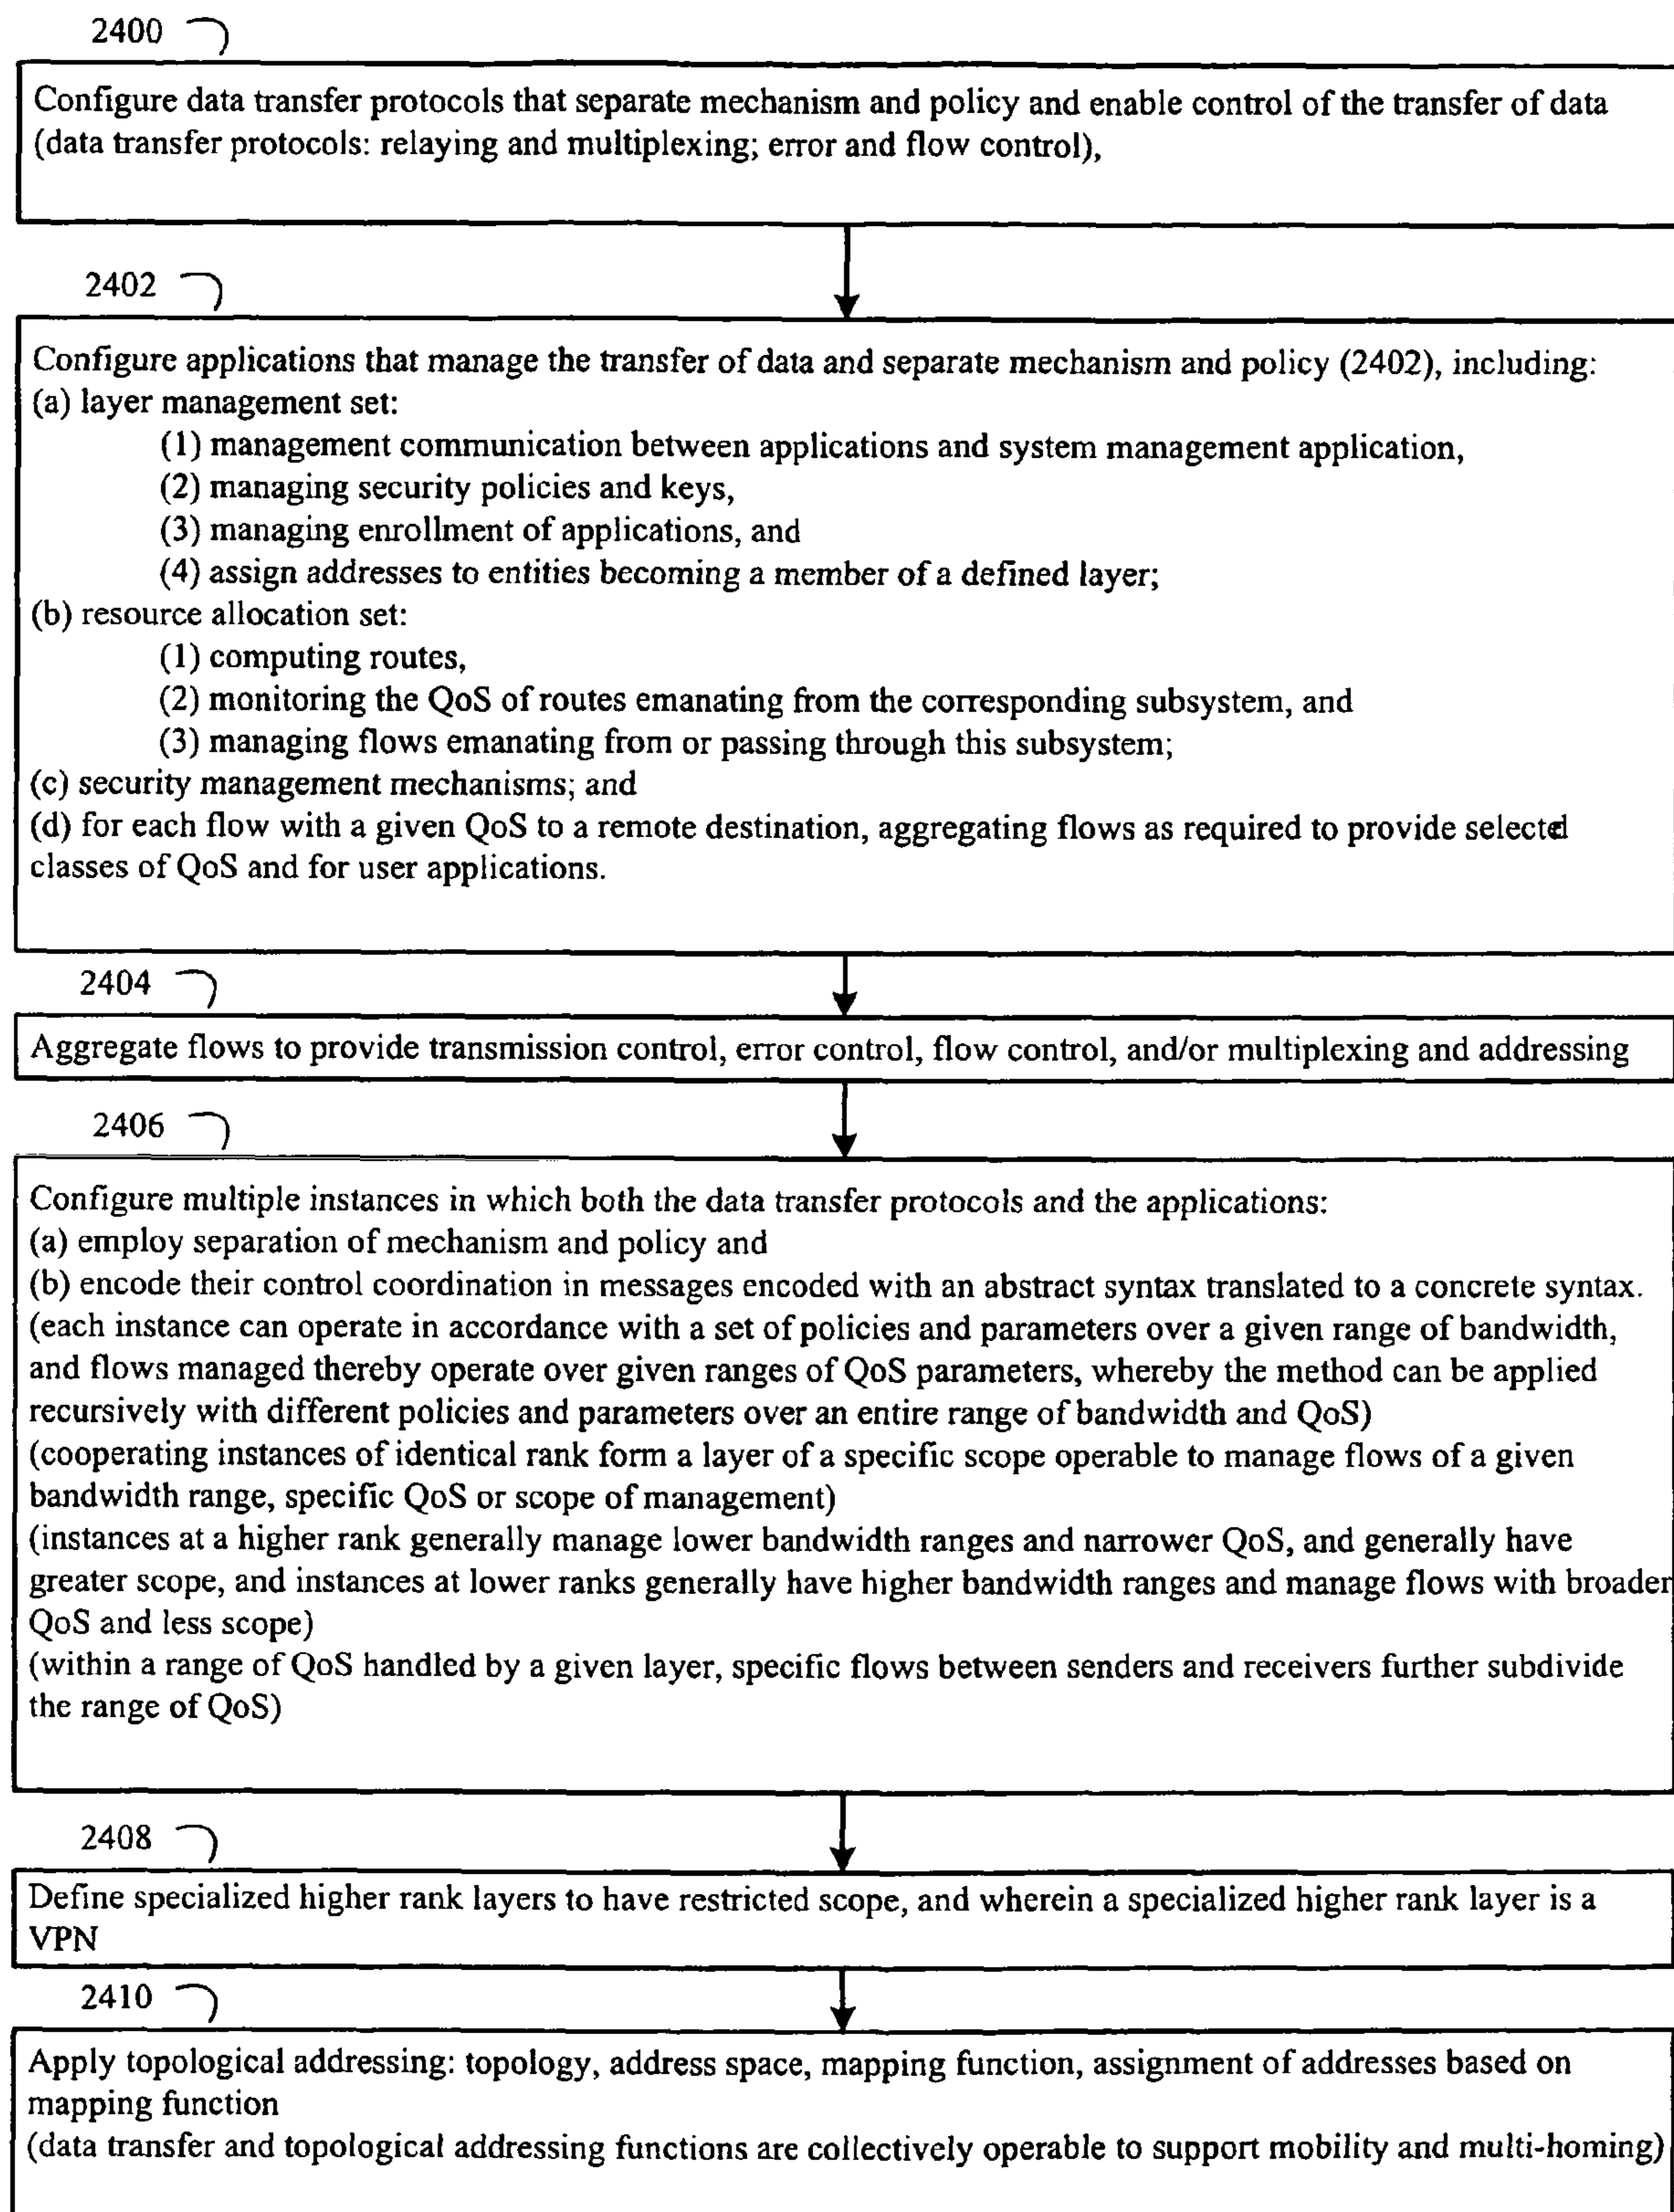 2400
Configure data transfer protocols that separate mechanism and policy and enable control of the transfer of data
(data transfer protocols: relaying and multiplexing; error and flow control),
2402
Configure applications that manage the transfer of data and separate mechanism and policy (2402), including:
(a) layer management set:
(1) management communication between applications and system management application,
(2) managing security policies and keys,
(3) managing enrollment of applications, and
(4) assign addresses to entities becoming a member of a defined layer;
(b) resource allocation set:
(1) computing routes,
(2) monitoring the QoS of routes emanating from the corresponding subsystem, and
(3) managing flows emanating from or passing through this subsystem;
(c) security management mechanisms; and
(d) for each flow with a given QoS to a remote destination, aggregating flows as required to provide selectd
classes of QoS and for user applications.
2404
Aggregate flows to provide transmission control, error control, flow control, and/or multiplexing and addressing
2406
Configure multiple instances in which both the data transfer protocols and the applications:
(a) employ separation of mechanism and policy and
(b) encode their control coordination in messages encoded with an abstract syntax translated to a concrete syntax.
(each instance can operate in accordance with a set of policies and parameters over a given range of bandwidth,
and flows managed thereby operate over given ranges of QoS parameters, whereby the method can be applied
recursively with different policies and parameters over an entire range of bandwidth and QoS)
(cooperating instances of identical rank form a layer of a specific scope operable to manage flows of a given
bandwidth range, specific QoS or scope of management)
(instances at a higher rank generally manage lower bandwidth ranges and narrower QoS, and generally have
greater scope, and instances at lower ranks generally have higher bandwidth ranges and manage flows with broader
QoS and less scope)
(within a range of QoS handled by a given layer, specific flows between senders and receivers further subdivide
the range of QoS)
2408
Define specialized higher rank layers to have restricted scope, and wherein a specialized higher rank layer is a
VPN
2410
Apply topological addressing: topology, address space, mapping function, assignment of addresses based on
mapping function
(data transfer and topological addressing functions are collectively operable to support mobility and multi-homing)